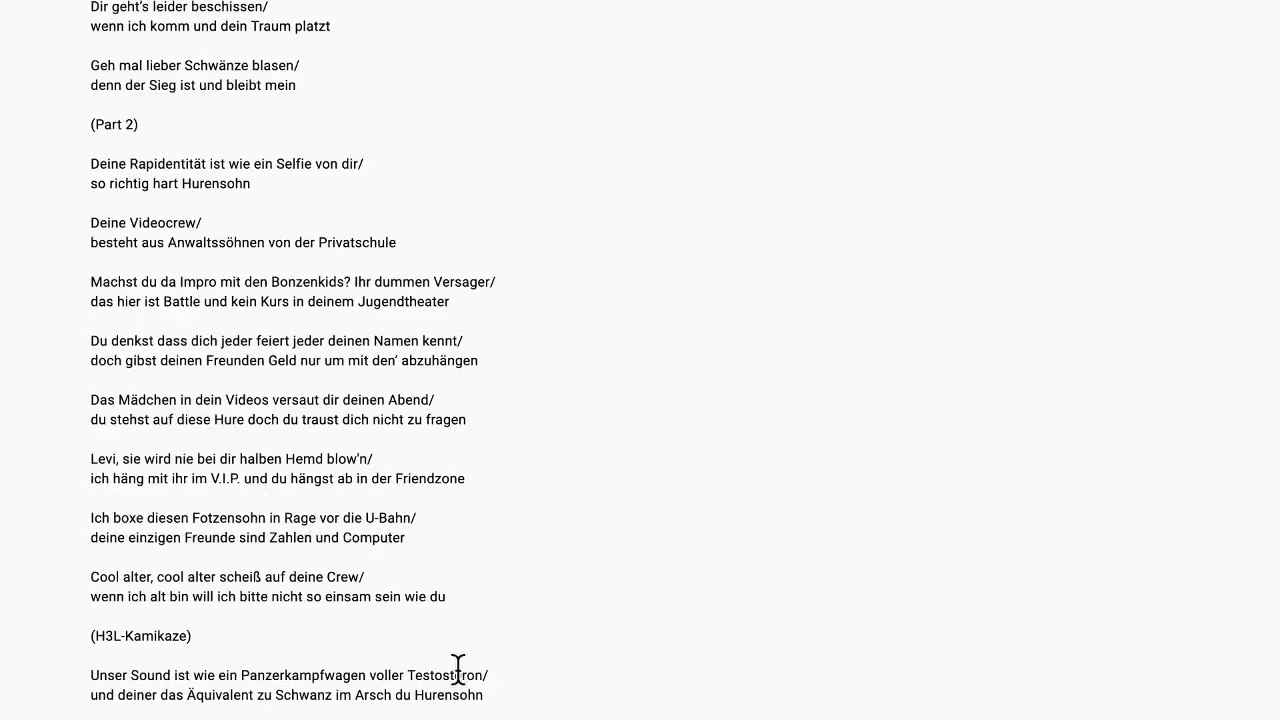 Dir geht’s leider beschissen/
wenn ich komm und dein Traum platzt
Geh mal lieber Schwänze blasen/
denn der Sieg ist und bleibt mein
(Part 2)
Deine Rapidentität ist wie ein Selfie von dir/
so richtig hart Hurensohn
Deine Videocrew/
besteht aus Anwaltssöhnen von der Privatschule
Machst du da Impro mit den Bonzenkids? Ihr dummen Versager/
das hier ist Battle und kein Kurs in deinem Jugendtheater
Du denkst dass dich jeder feiert jeder deinen Namen kennt/
doch gibst deinen Freunden Geld nur um mit den’ abzuhängen
Das Mädchen in dein Videos versaut dir deinen Abend/
du stehst auf diese Hure doch du traust dich nicht zu fragen
Levi, sie wird nie bei dir halben Hemd blow'n/
ich häng mit ihr im V.I.P. und du hängst ab in der Friendzone
Ich boxe diesen Fotzensohn in Rage vor die U-Bahn/
deine einzigen Freunde sind Zahlen und Computer
Cool alter, cool alter scheiß auf deine Crew/
wenn ich alt bin will ich bitte nicht so einsam sein wie du
(H3L-Kamikaze)
Unser Sound ist wie ein Panzerkampfwagen voller Testosteron/
und deiner das Äquivalent zu Schwanz im Arsch du Hurensohn